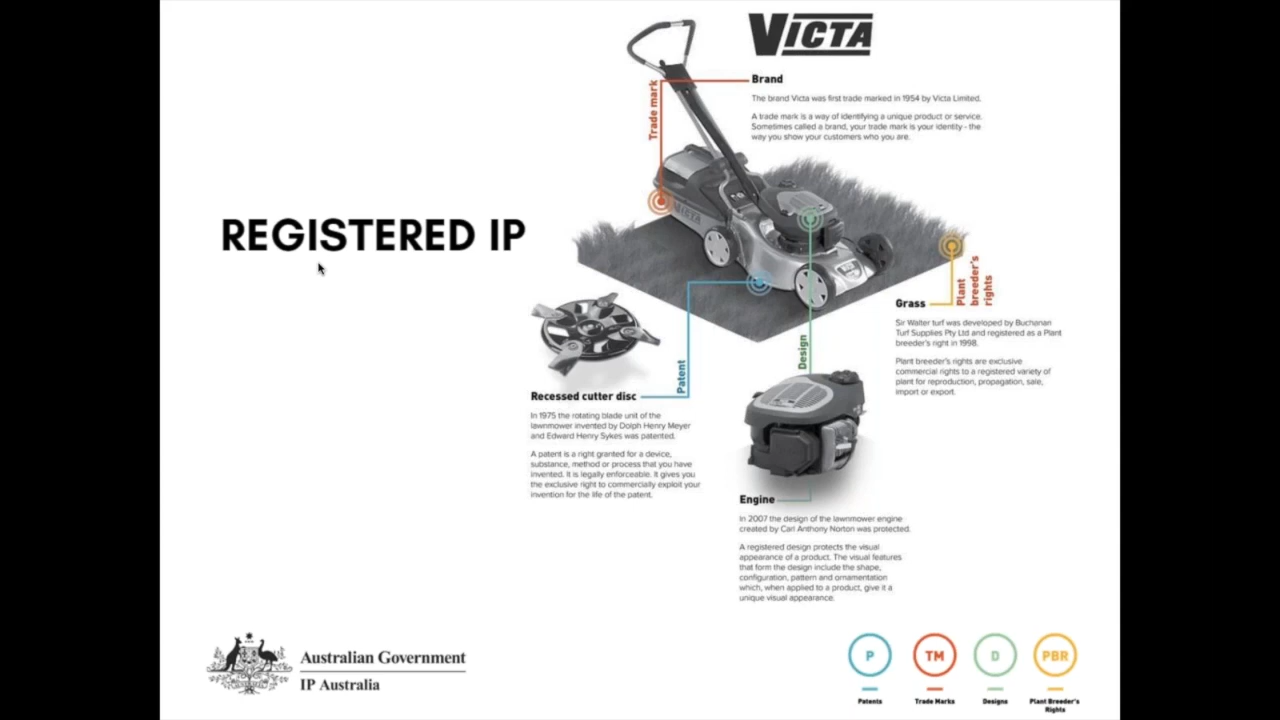 VICTA
Brand
The brand Victa was first trade marked in 1954 by Victa Limited.
A trade mark is a way of identifying a unique product or service.
Sometimes called a brand, your trade mark is your identity - the
way you show your customers who you are.
Trade mark
VICTA
REGISTERED IP
Plant
breeder's
rights
Grass
Sir Walter turf was developed by Buchanan
Turf Supplies Pty Ltd and registered as a Plant
breeder's right in 1998.
Plant breeder's rights are exclusive
commercial rights to a registered variety of
plant for reproduction, propagation, sale,
import or export.
Design
Patent
Recessed cutter disc
In 1975 the rotating blade unit of the
lawnmower invented by Dolph Henry Meyer
and Edward Henry Sykes was patented.
A patent is a right granted for a device,
substance, method or process that you have
invented. It is legally enforceable. It gives you
the exclusive right to commercially exploit your
invention for the life of the patent.
Engine
In 2007 the design of the lawnmower engine
created by Carl Anthony Norton was protected.
A registered design protects the visual
appearance of a product. The visual features
that form the design include the shape,
configuration, pattern and ornamentation
which, when applied to a product, give it a
unique visual appearance.
Australian Government
IP Australia
P
TM
D
PBR
Patents
Trade Marks
Designs
Plant Breeder's
Rights